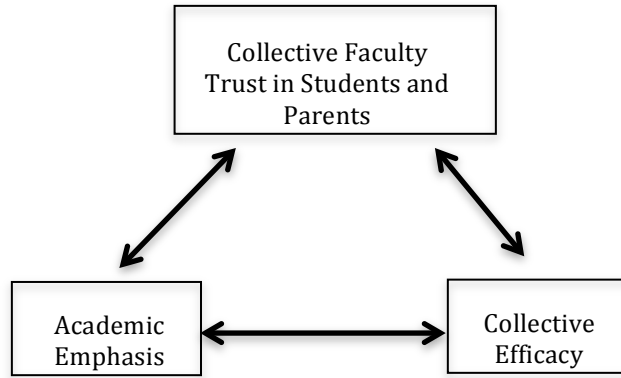 Collective Faculty
Trust in Students and
Parents
Academic
Emphasis
Collective
Efficacy